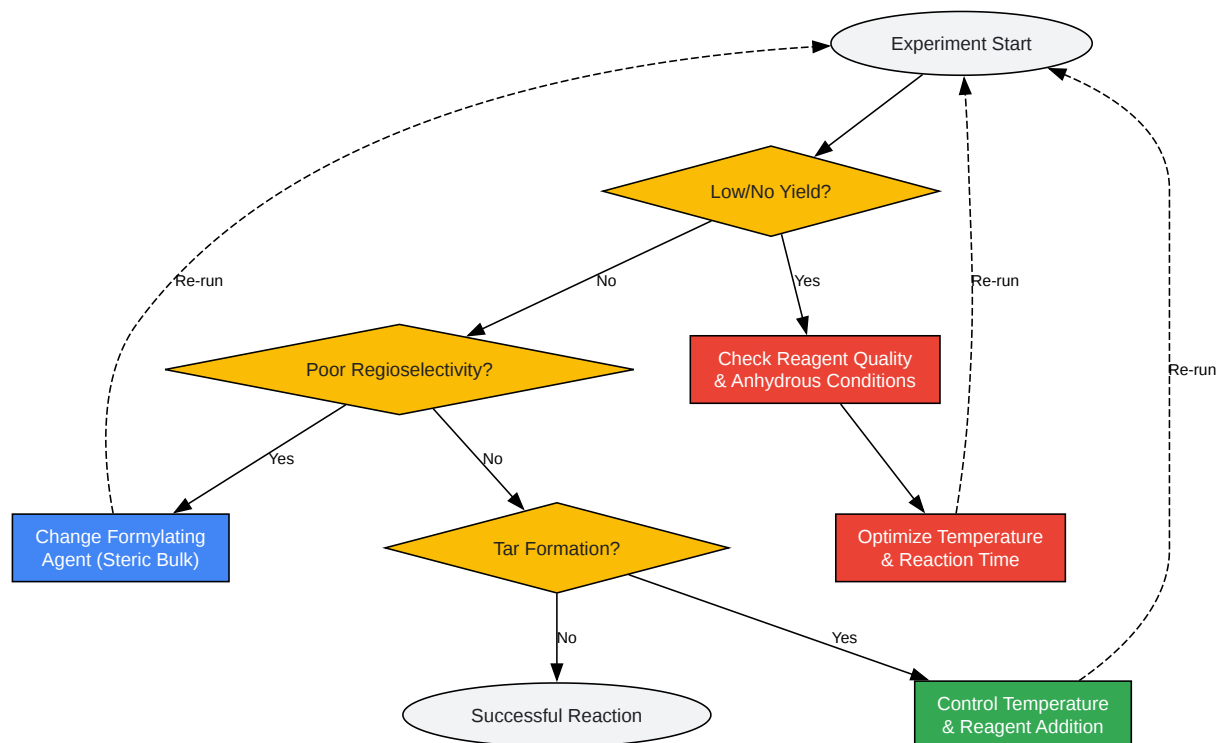 Experiment Start
Low/No Yield?
Re-run
No
Yes
Re-run
Check Reagent Quality
& Anhydrous Conditions
Poor Regioselectivity?
Re-run
Yes
No
Change Formylating
Agent (Steric Bulk)
Tar Formation?
Optimize Temperature
& Reaction Time
No
Yes
Successful Reaction
Control Temperature
& Reagent Addition